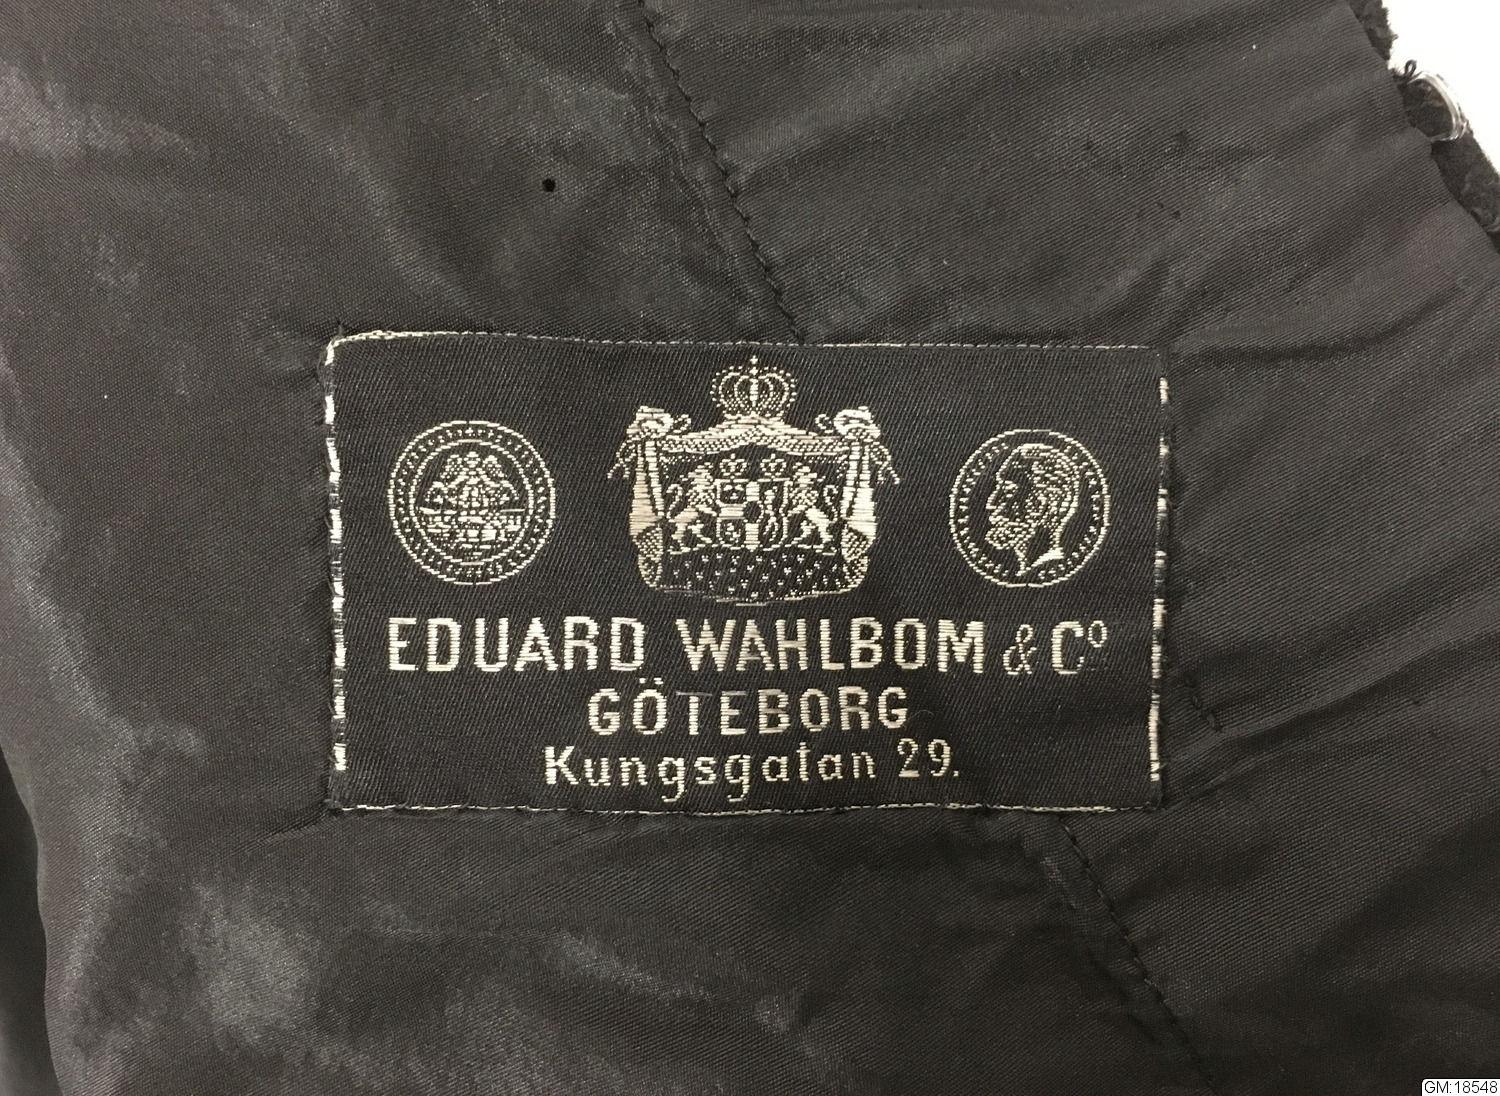 EDUARD WAHLBOM & Cº
GÖTEBORG
Kungsgatan 29.
GM:18548